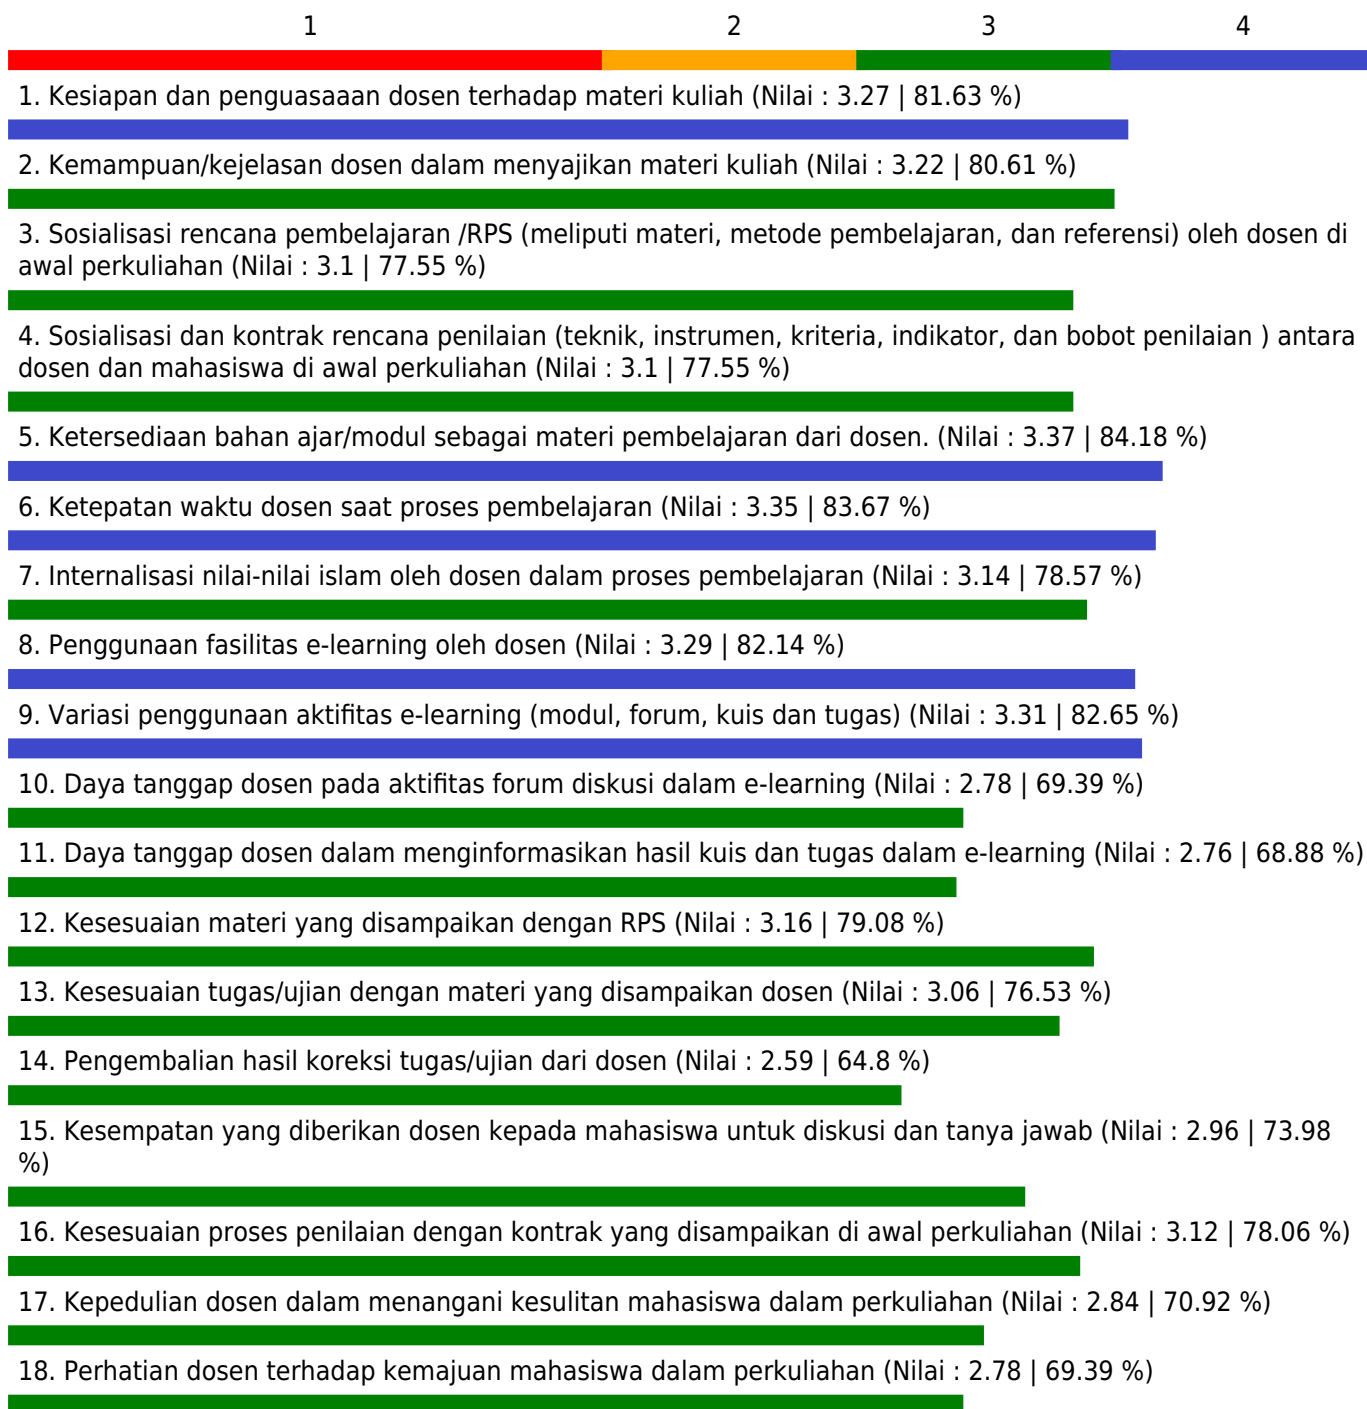 1 2 3 4
1. Kesiapan dan penguasaaan dosen terhadap materi kuliah (Nilai : 3.27 | 81.63 %)
2. Kemampuan/kejelasan dosen dalam menyajikan materi kuliah (Nilai : 3.22 | 80.61 %)
3. Sosialisasi rencana pembelajaran /RPS (meliputi materi, metode pembelajaran, dan referensi) oleh dosen di
awal perkuliahan (Nilai : 3.1 | 77.55 %)
4. Sosialisasi dan kontrak rencana penilaian (teknik, instrumen, kriteria, indikator, dan bobot penilaian ) antara
dosen dan mahasiswa di awal perkuliahan (Nilai : 3.1 | 77.55 %)
5. Ketersediaan bahan ajar/modul sebagai materi pembelajaran dari dosen. (Nilai : 3.37 | 84.18 %)
6. Ketepatan waktu dosen saat proses pembelajaran (Nilai : 3.35 | 83.67 %)
7. Internalisasi nilai-nilai islam oleh dosen dalam proses pembelajaran (Nilai : 3.14 | 78.57 %)
8. Penggunaan fasilitas e-learning oleh dosen (Nilai : 3.29 | 82.14 %)
9. Variasi penggunaan aktifitas e-learning (modul, forum, kuis dan tugas) (Nilai : 3.31 | 82.65 %)
10. Daya tanggap dosen pada aktifitas forum diskusi dalam e-learning (Nilai : 2.78 | 69.39 %)
11. Daya tanggap dosen dalam menginformasikan hasil kuis dan tugas dalam e-learning (Nilai : 2.76 | 68.88 %)
12. Kesesuaian materi yang disampaikan dengan RPS (Nilai : 3.16 | 79.08 %)
13. Kesesuaian tugas/ujian dengan materi yang disampaikan dosen (Nilai : 3.06 | 76.53 %)
14. Pengembalian hasil koreksi tugas/ujian dari dosen (Nilai : 2.59 | 64.8 %)
15. Kesempatan yang diberikan dosen kepada mahasiswa untuk diskusi dan tanya jawab (Nilai : 2.96 | 73.98
%)
16. Kesesuaian proses penilaian dengan kontrak yang disampaikan di awal perkuliahan (Nilai : 3.12 | 78.06 %)
17. Kepedulian dosen dalam menangani kesulitan mahasiswa dalam perkuliahan (Nilai : 2.84 | 70.92 %)
18. Perhatian dosen terhadap kemajuan mahasiswa dalam perkuliahan (Nilai : 2.78 | 69.39 %)